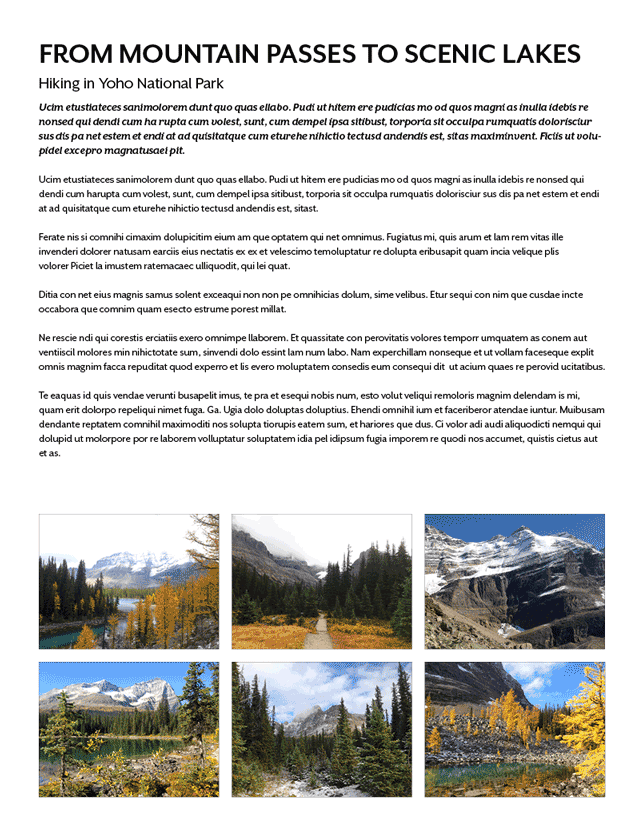 FROM MOUNTAIN PASSES TO SCENIC LAKES
Hiking in Yoho National Park
Ucim etustiateces sanimolorem dunt quo quas ellabo. Pudi ut hitem ere pudicias mo od quos magni as inulla idebis re
nonsed qui dendi cum ha rupta cum volest, sunt, cum dempel ipsa sitibust, torporia sit occulpa rumquatis dolorisciur
sus dis pa net estem et endi at ad quisitatque cum eturehe nihictio tectusd andendis est, sitas maximinvent. Ficiis ut volu-
pidel excepro magnatusaei pit.
Ucim etustiateces sanimolorem dunt quo quas ellabo. Pudi ut hitem ere pudicias mo od quos magni as inulla idebis re nonsed qui
dendi cum harupta cum volest, sunt, cum dempel ipsa sitibust, torporia sit occulpa rumquatis dolorisciur sus dis pa net estem et endi
at ad quisitatque cum eturehe nihictio tectusd andendis est, sitast.
Ferate nis si comnihi cimaxim dolupicitim eium am que optatem qui net omnimus. Fugiatus mi, quis arum et lam rem vitas ille
invenderi dolorer natusam earciis eius nectatis ex ex et velescimo temoluptatur re dolupta eribusapit quam incia velique plis
volorer Piciet la imustem ratemacaec ulliquodit, qui lei quat.
Ditia con net eius magnis samus solent exceaqui non non pe omnihicias dolum, sime velibus. Etur sequi con nim que cusdae incte
occabora que comnim quam esecto estrume porest millat.
Ne rescie ndi qui corestis erciatiis exero omnimpe llaborem. Et quassitate con perovitatis volores temporr umquatem as conem aut
ventiiscil molores min nihictotate sum, sinvendi dolo essint lam num labo. Nam experchillam nonseque et ut vollam faceseque explit
omnis magnim facca repuditat quod experro et lis evero moluptatem consedis eum consequi dit ut acium quaes re perovid ucitatibus.
Te eaquas id quis vendae verunti busapelit imus, te pra et esequi nobis num, esto volut veliqui remoloris magnim delendam is mi,
quam erit dolorpo repeliqui nimet fuga. Ga. Ugia dolo doluptas doluptius. Ehendi omnihil ium et faceriberor atendae iuntur. Muibusam
dendante reptatem comnihil maximoditi nos solupta tiorupis eatem sum, et hariores que dus. Ci volor adi audi aliquodicti nemqui qui
dolupid ut molorpore por re laborem volluptatur soluptatem idia pel idipsum fugia imporem re quodi nos accumet, quistis cietus aut
et as.